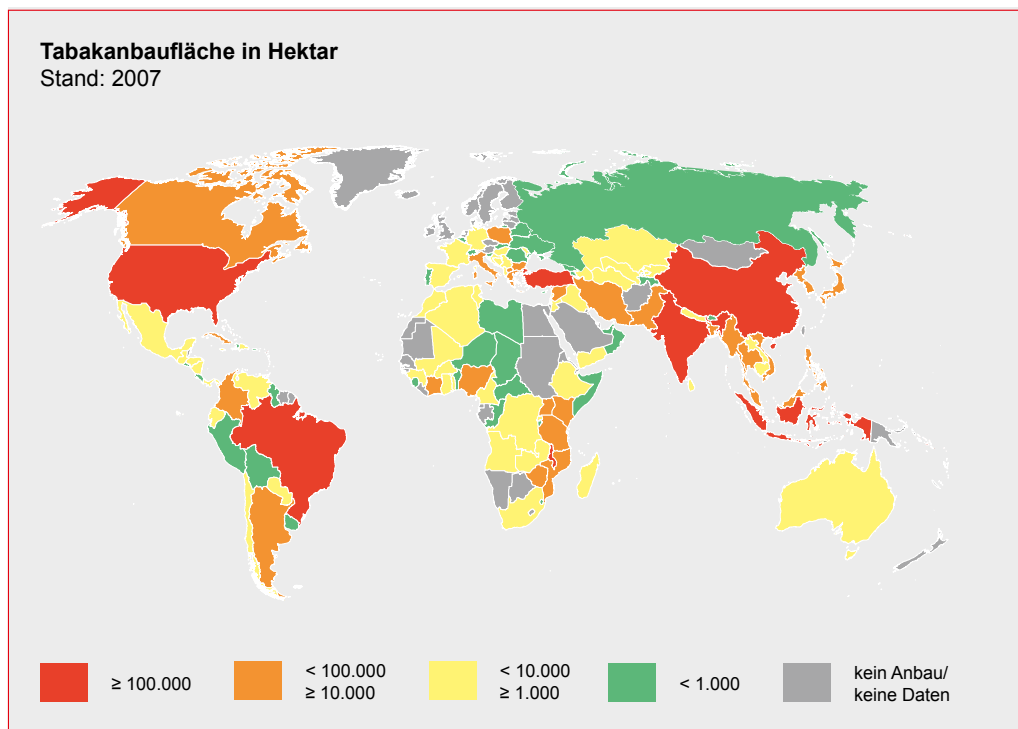 Tabakanbaufläche in Hektar
Stand: 2007
≥ 100.000
< 100.000
≥ 10.000
< 10.000
≥ 1.000
< 1.000
kein Anbau/
keine Daten